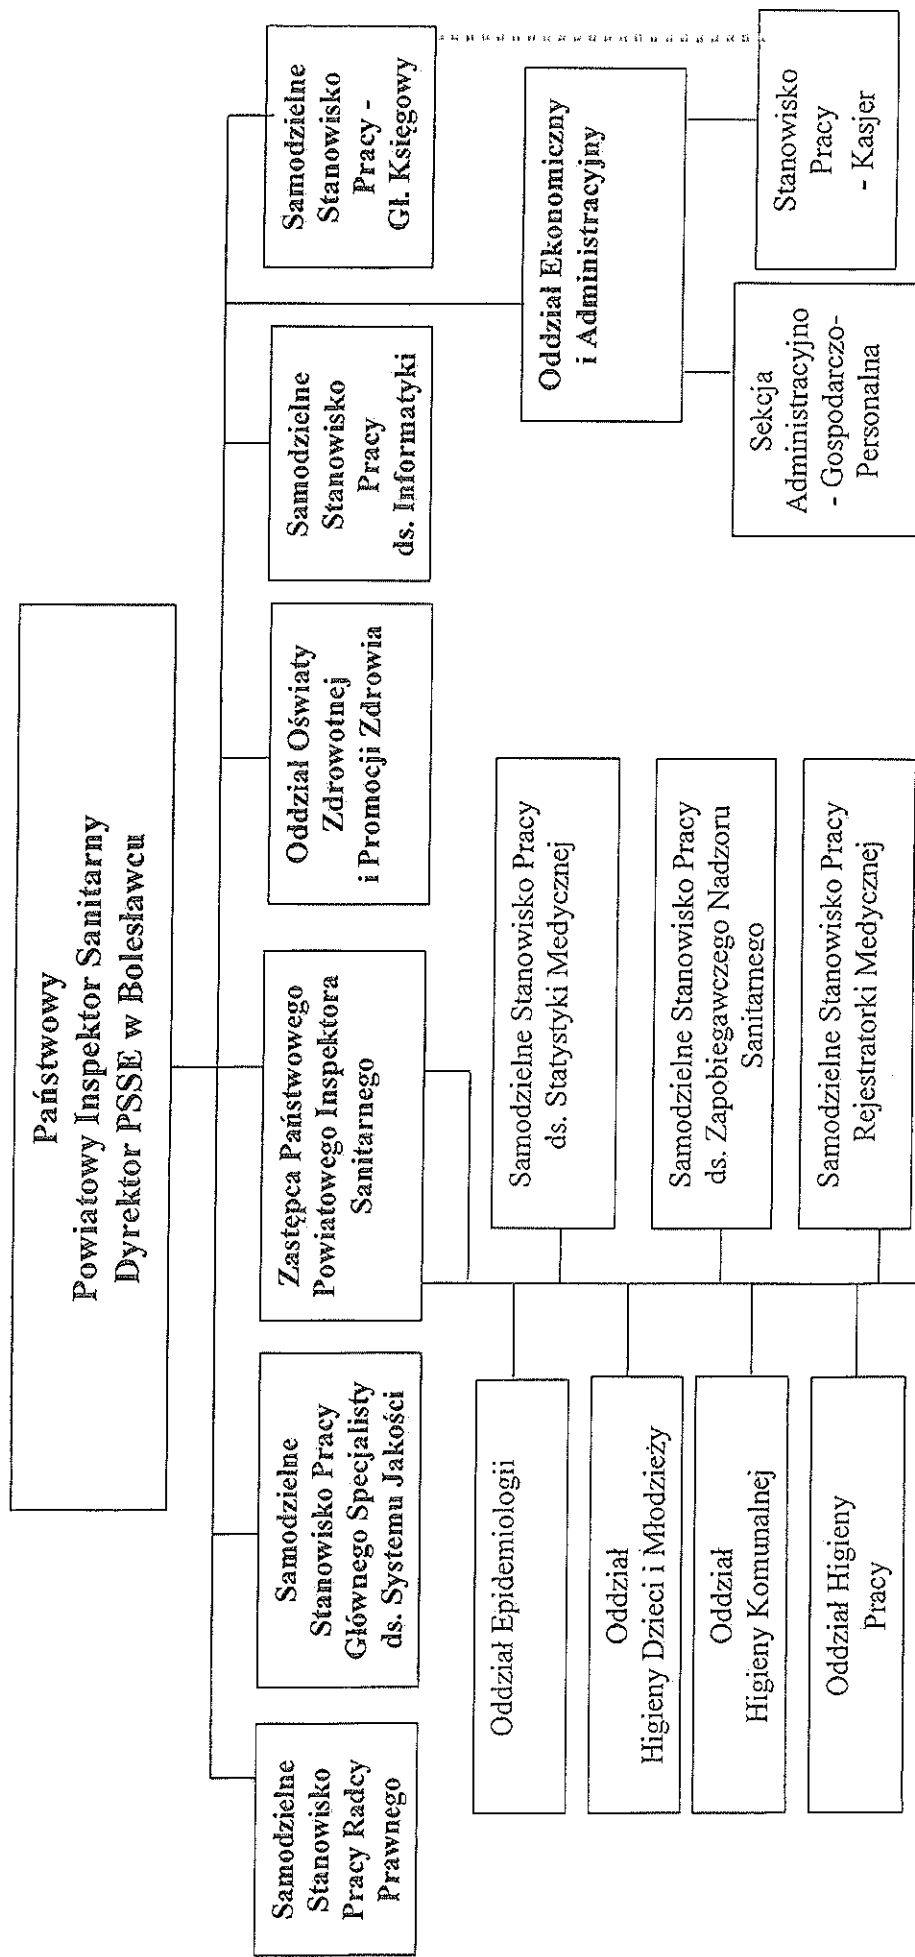 Państwowy
Powiatowy Inspektor Sanitarny
Dyrektor PSSE w Bolesławcu
Samodzielne
Stanowisko
Pracy Radcy
Prawnego
Samodzielne
Stanowisko Pracy
Głównego Specjalisty
ds. Systemu Jakości
Zastępca Państwowego
Powiatowego Inspektora
Sanitarnego
Oddział Oświaty
Zdrowotnej
i Promocji Zdrowia
Samodzielne
Stanowisko
Pracy
ds. Informatyki
Samodzielne
Stanowisko
Pracy -
Gł. Księgowy
Oddział Epidemiologii
Oddział
Higieny Dzieci i Młodzieży
Oddział
Higieny Komunalnej
Oddział Higieny
Pracy
Samodzielne Stanowisko Pracy
ds. Statystyki Medycznej
Samodzielne Stanowisko Pracy
ds. Zapobiegawczego Nadzoru
Sanitarnego
Samodzielne Stanowisko Pracy
Rejestratorki Medycznej
Oddział Ekonomiczny
i Administracyjny
Sekcja
Administracyjno
- Gospodarczo-
Personalna
Stanowisko
Pracy
- Kasjer